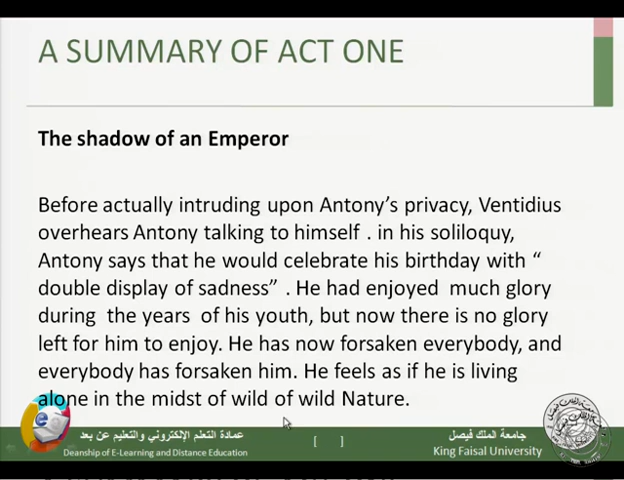 A SUMMARY OF ACT ONE
The shadow of an Emperor
Before actually intruding upon Antony's privacy, Ventidius
overhears Antony talking to himself . in his soliloquy,
Antony says that he would celebrate his birthday with “
double display of sadness” . He had enjoyed  much glory
during  the years  of his youth, but now there is no glory
left for him to enjoy. He has now forsaken everybody, and
everybody has forsaken him. He feels as if he is living
alone in the midst of wild of wild Nature.
عمادة التعلم الإلكتروني والتعليم عن بعد
Deanship of E-Learning and Distance Education
[ ]
جامعة الملك فيصل
King Faisal University